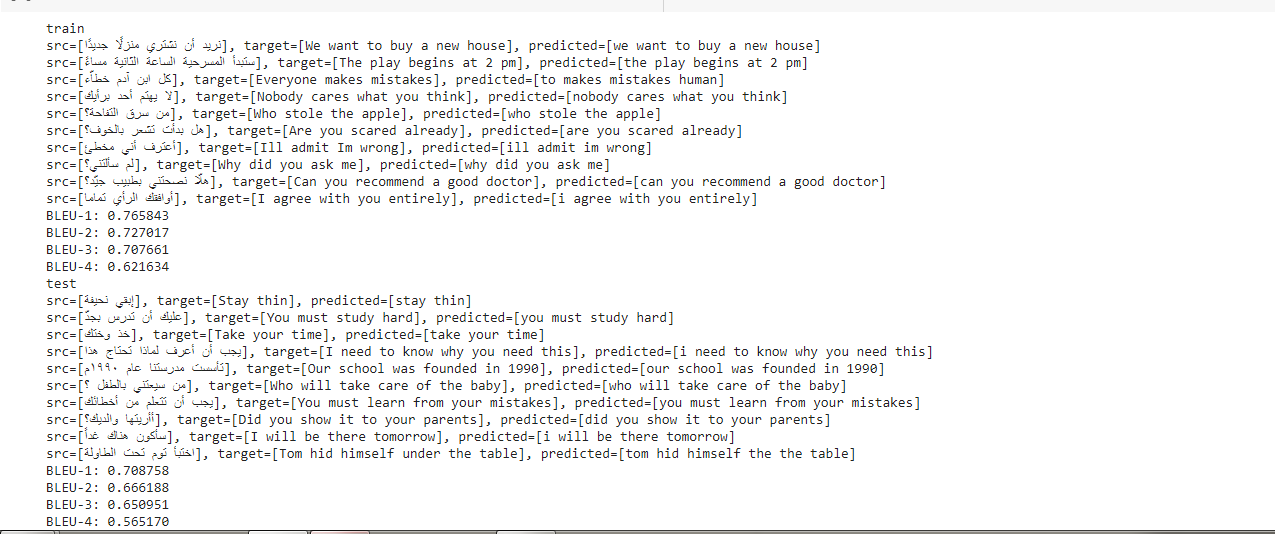 train
src=[نريد أن نشتري منزلًا جديدًا], target=[We want to buy a new house], predicted=[we want to buy a new house]
src=[ستبدأ المسرحية الساعة الثانية مساءً], target=[The play begins at 2 pm], predicted=[the play begins at 2 pm]
src=[كل ابن آدم خطّاء], target=[Everyone makes mistakes], predicted=[to makes mistakes human]
src=[لا يهتم أحد برأيك], target=[Nobody cares what you think], predicted=[nobody cares what you think]
src=[من سرق التفاحة؟], target=[Who stole the apple], predicted=[who stole the apple]
src=[هل بدأت تشعر بالخوف؟], target=[Are you scared already], predicted=[are you scared already]
src=[أعترف أني مخطئ], target=[Ill admit Im wrong], predicted=[ill admit im wrong]
src=[لم سألتني؟], target=[Why did you ask me], predicted=[why did you ask me]
src=[هلّا نصحتني بطبيب جيّد؟], target=[Can you recommend a good doctor], predicted=[can you recommend a good doctor]
src=[أوافقك الرأي تماما], target=[I agree with you entirely], predicted=[i agree with you entirely]
BLEU-1: 0.765843
BLEU-2: 0.727017
BLEU-3: 0.707661
BLEU-4: 0.621634
test
src=[إبقي نحيفة], target=[Stay thin], predicted=[stay thin]
src=[عليك أن تدرس بجدّ], target=[You must study hard], predicted=[you must study hard]
src=[خذ وختك], target=[Take your time], predicted=[take your time]
src=[يجب أن أعرف لماذا تحتاج هذا], target=[I need to know why you need this], predicted=[i need to know why you need this]
src=[تأسست مدرستنا عام ١٩٩٠م], target=[Our school was founded in 1990], predicted=[our school was founded in 1990]
src=[من سيعتني بالطفل ؟], target=[Who will take care of the baby], predicted=[who will take care of the baby]
src=[يجب أن تتعلم من أخطائك], target=[You must learn from your mistakes], predicted=[you must learn from your mistakes]
src=[أأريتها والديك؟], target=[Did you show it to your parents], predicted=[did you show it to your parents]
src=[سأكون هناك غداً], target=[I will be there tomorrow], predicted=[i will be there tomorrow]
src=[اختبأ توم تحت الطاولة], target=[Tom hid himself under the table], predicted=[tom hid himself the the table]
BLEU-1: 0.708758
BLEU-2: 0.666188
BLEU-3: 0.650951
BLEU-4: 0.565170